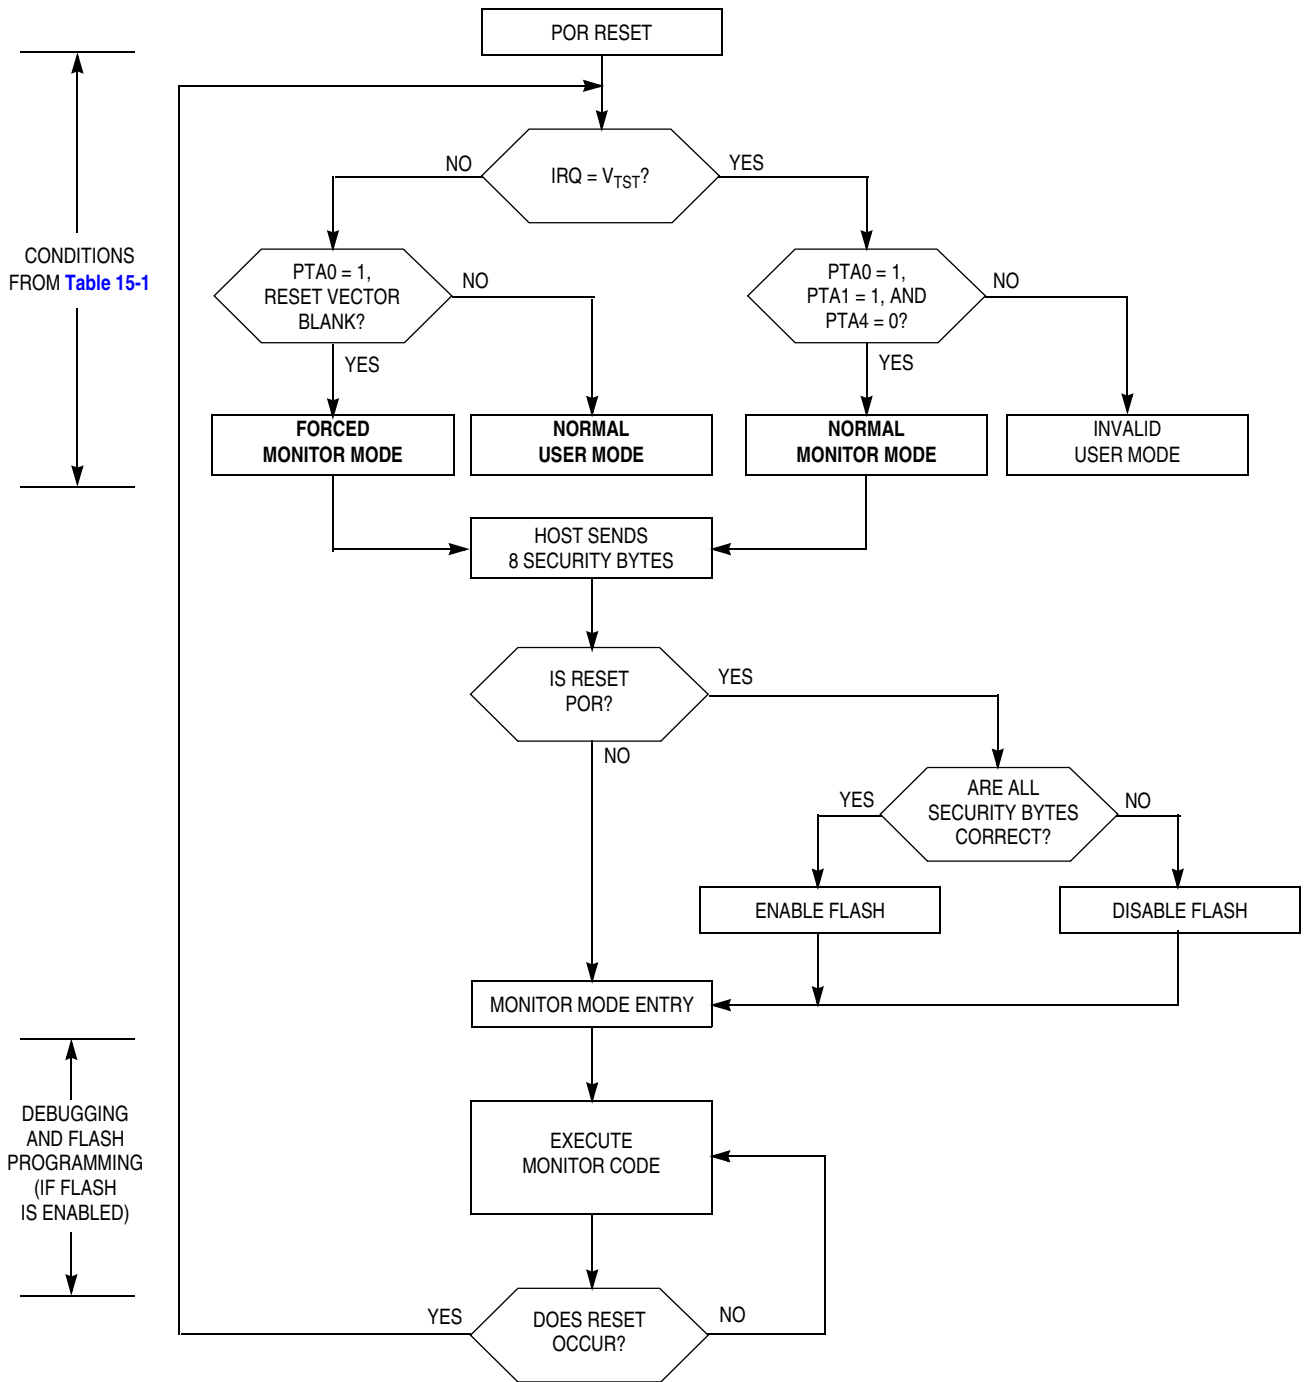 POR RESET
NO
IRQ = VTST?
YES
CONDITIONS
FROM Table 15-1
PTA0 = 1,
RESET VECTOR
BLANK?
NO
YES
PTA0 = 1,
PTA1 = 1, AND
PTA4 = 0?
NO
YES
FORCED
MONITOR MODE
NORMAL
USER MODE
NORMAL
MONITOR MODE
INVALID
USER MODE
HOST SENDS
8 SECURITY BYTES
IS RESET
POR?
YES
NO
ARE ALL
SECURITY BYTES
CORRECT?
YES
NO
ENABLE FLASH
DISABLE FLASH
MONITOR MODE ENTRY
DEBUGGING
AND FLASH
PROGRAMMING
(IF FLASH
IS ENABLED)
EXECUTE
MONITOR CODE
YES
DOES RESET
OCCUR?
NO